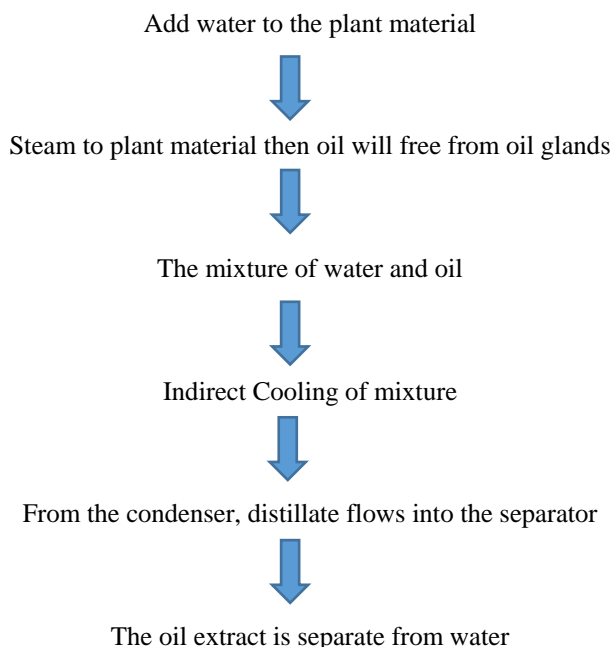 Add water to the plant material
Steam to plant material then oil will free from oil glands
The mixture of water and oil
Indirect Cooling of mixture
From the condenser, distillate flows into the separator
The oil extract is separate from water